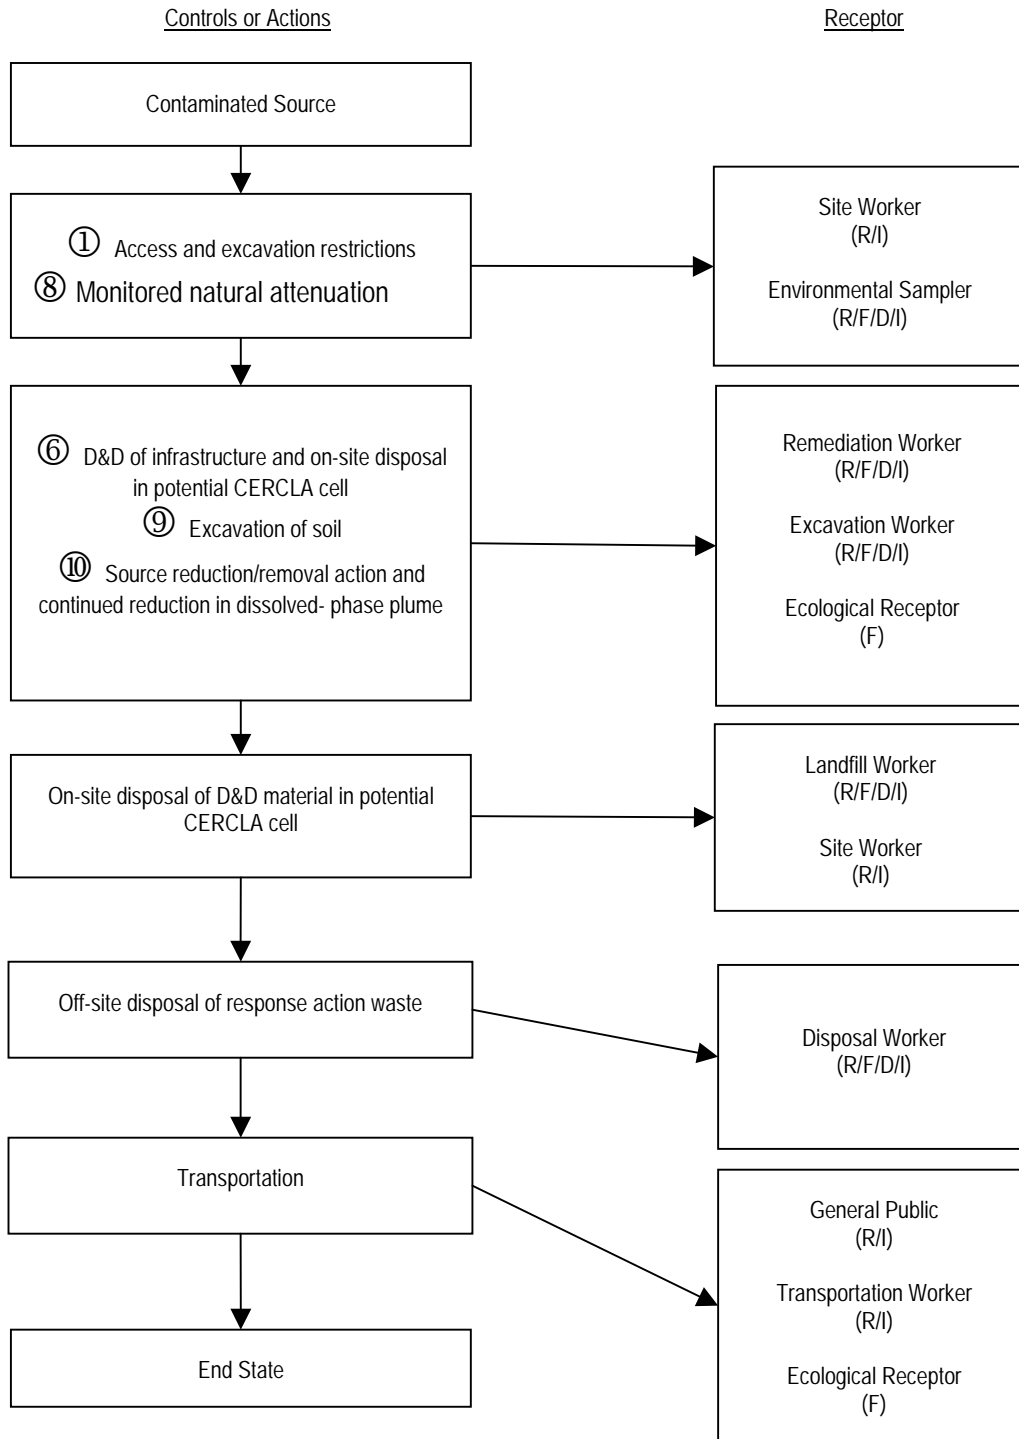 Controls or Actions
Receptor
Contaminated Source
① Access and excavation restrictions
⑧ Monitored natural attenuation
Site Worker
(R/I)
Environmental Sampler
(R/F/D/I)
⑥ D&D of infrastructure and on-site disposal
in potential CERCLA cell
⑨ Excavation of soil
⑩ Source reduction/removal action and
continued reduction in dissolved- phase plume
Remediation Worker
(R/F/D/I)
Excavation Worker
(R/F/D/I)
Ecological Receptor
(F)
On-site disposal of D&D material in potential
CERCLA cell
Landfill Worker
(R/F/D/I)
Site Worker
(R/I)
Off-site disposal of response action waste
Disposal Worker
(R/F/D/I)
Transportation
General Public
(R/I)
Transportation Worker
(R/I)
Ecological Receptor
(F)
End State